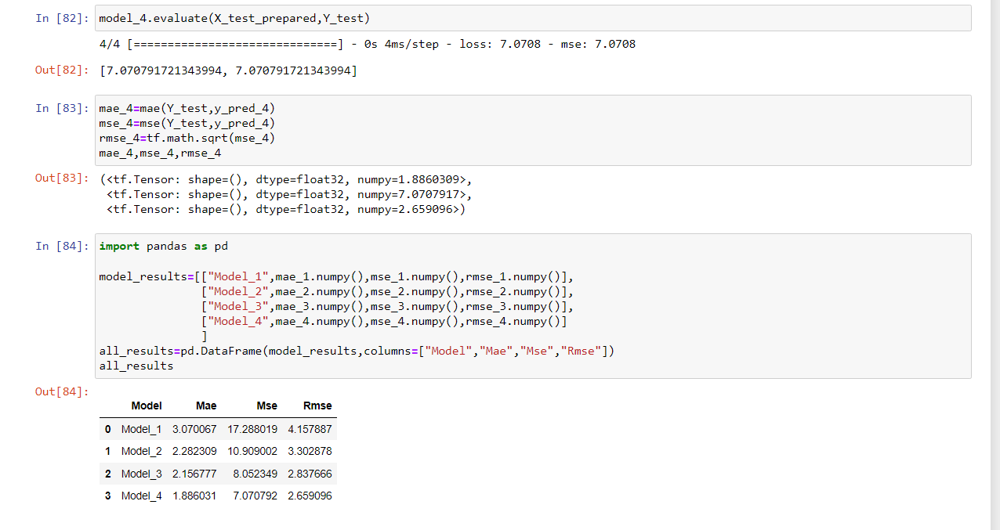 In [82]: model_4.evaluate(X_test_prepared,Y_test)
4/4 [==============================] - 0s 4ms/step - loss: 7.0708 - mse: 7.0708
Out[82]: [7.070791721343994, 7.070791721343994]
In [83]: mae_4=mae(Y_test,y_pred_4)
mse_4=mse(Y_test,y_pred_4)
rmse_4=tf.math.sqrt(mse_4)
mae_4,mse_4,rmse_4
Out[83]: (<tf.Tensor: shape=(), dtype=float32, numpy=1.8860309>,
<tf.Tensor: shape=(), dtype=float32, numpy=7.0707917>,
<tf.Tensor: shape=(), dtype=float32, numpy=2.659096>)
In [84]: import pandas as pd
model_results=[["Model_1",mae_1.numpy(),mse_1.numpy(),rmse_1.numpy()],
["Model_2",mae_2.numpy(),mse_2.numpy(),rmse_2.numpy()],
["Model_3",mae_3.numpy(),mse_3.numpy(),rmse_3.numpy()],
["Model_4",mae_4.numpy(),mse_4.numpy(),rmse_4.numpy()]
]
all_results=pd.DataFrame(model_results,columns=["Model","Mae","Mse","Rmse"])
all_results
Out[84]:
Model Mae Mse Rmse
0 Model_1 3.070067 17.288019 4.157887
1 Model_2 2.282309 10.909002 3.302878
2 Model_3 2.156777 8.052349 2.837666
3 Model_4 1.886031 7.070792 2.659096